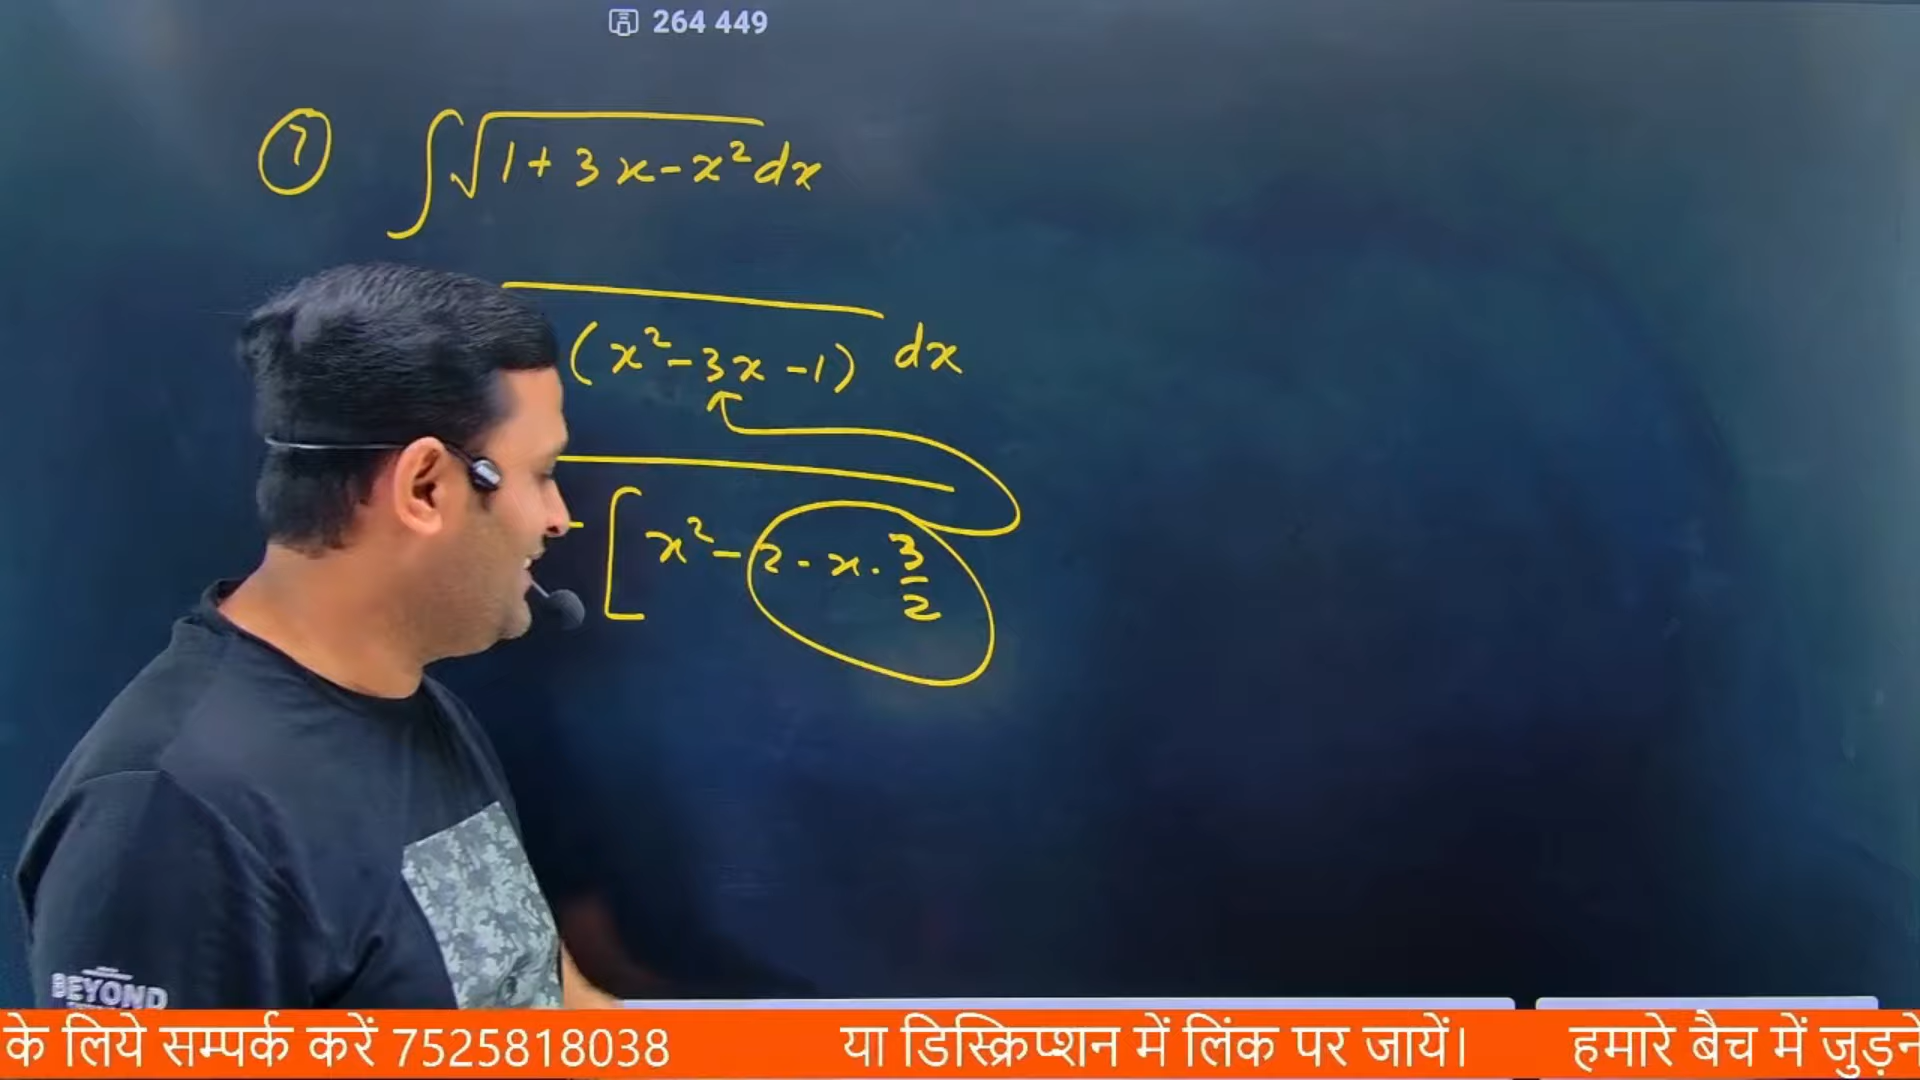 264 449
⑦ ∫√1+3x-x² dx
(x²-3x-1) dx
-[x²-2·x·3/2
BEYOND
के लिये सम्पर्क करें 7525818038 या डिस्क्रिप्शन में लिंक पर जायें। हमारे बैच में जुड़ने